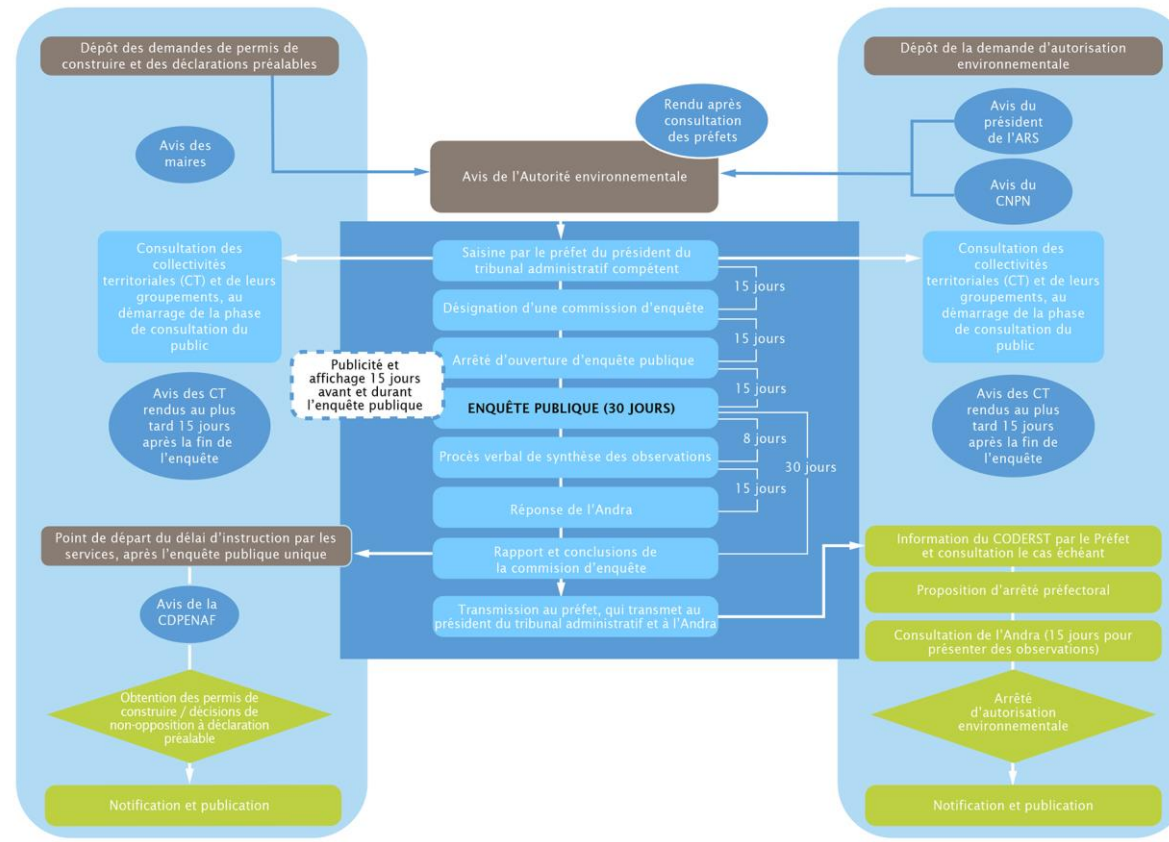 Dépôt des demandes de permis de
construire et des déclarations préalables
Avis des
maires
Consultation des
collectivités
territoriales (CT) et de leurs
groupements, au
démarrage de la phase
de consultation du
public
Avis des CT
rendus au plus
tard 15 jours
après la fin de
l'enquête
Point de départ du délai d'instruction par les
services, après l'enquête publique unique
Avis de la
CDPENAF
Obtention des permis de
construire / décisions de
non-opposition à déclaration
préalable
Notification et publication
Rendu après
consultation
des préfets
Avis de l'Autorité environnementale
Saisine par le préfet du président du
tribunal administratif compétent
15 jours
Désignation d'une commission d'enquête
15 jours
Arrêté d'ouverture d'enquête publique
Publicité et
affichage 15 jours
avant et durant
l'enquête publique
15 jours
ENQUÊTE PUBLIQUE (30 JOURS)
8 jours
30 jours
Procès verbal de synthèse des observations
15 jours
Réponse de l'Andra
Rapport et conclusions de
la commision d'enquête
Transmission au préfet, qui transmet au
président du tribunal administratif et à l'Andra
Dépôt de la demande d'autorisation
environnementale
Avis du
président
de l'ARS
Avis du
CNPN
Consultation des
collectivités
territoriales (CT) et de leurs
groupements, au
démarrage de la phase
de consultation du
public
Avis des CT
rendus au plus
tard 15 jours
après la fin de
l'enquête
Information du CODERST par le Préfet
et consultation le cas échéant
Proposition d'arrêté préfectoral
Consultation de l'Andra (15 jours pour
présenter des observations)
Arrêté
d'autorisation
environnementale
Notification et publication